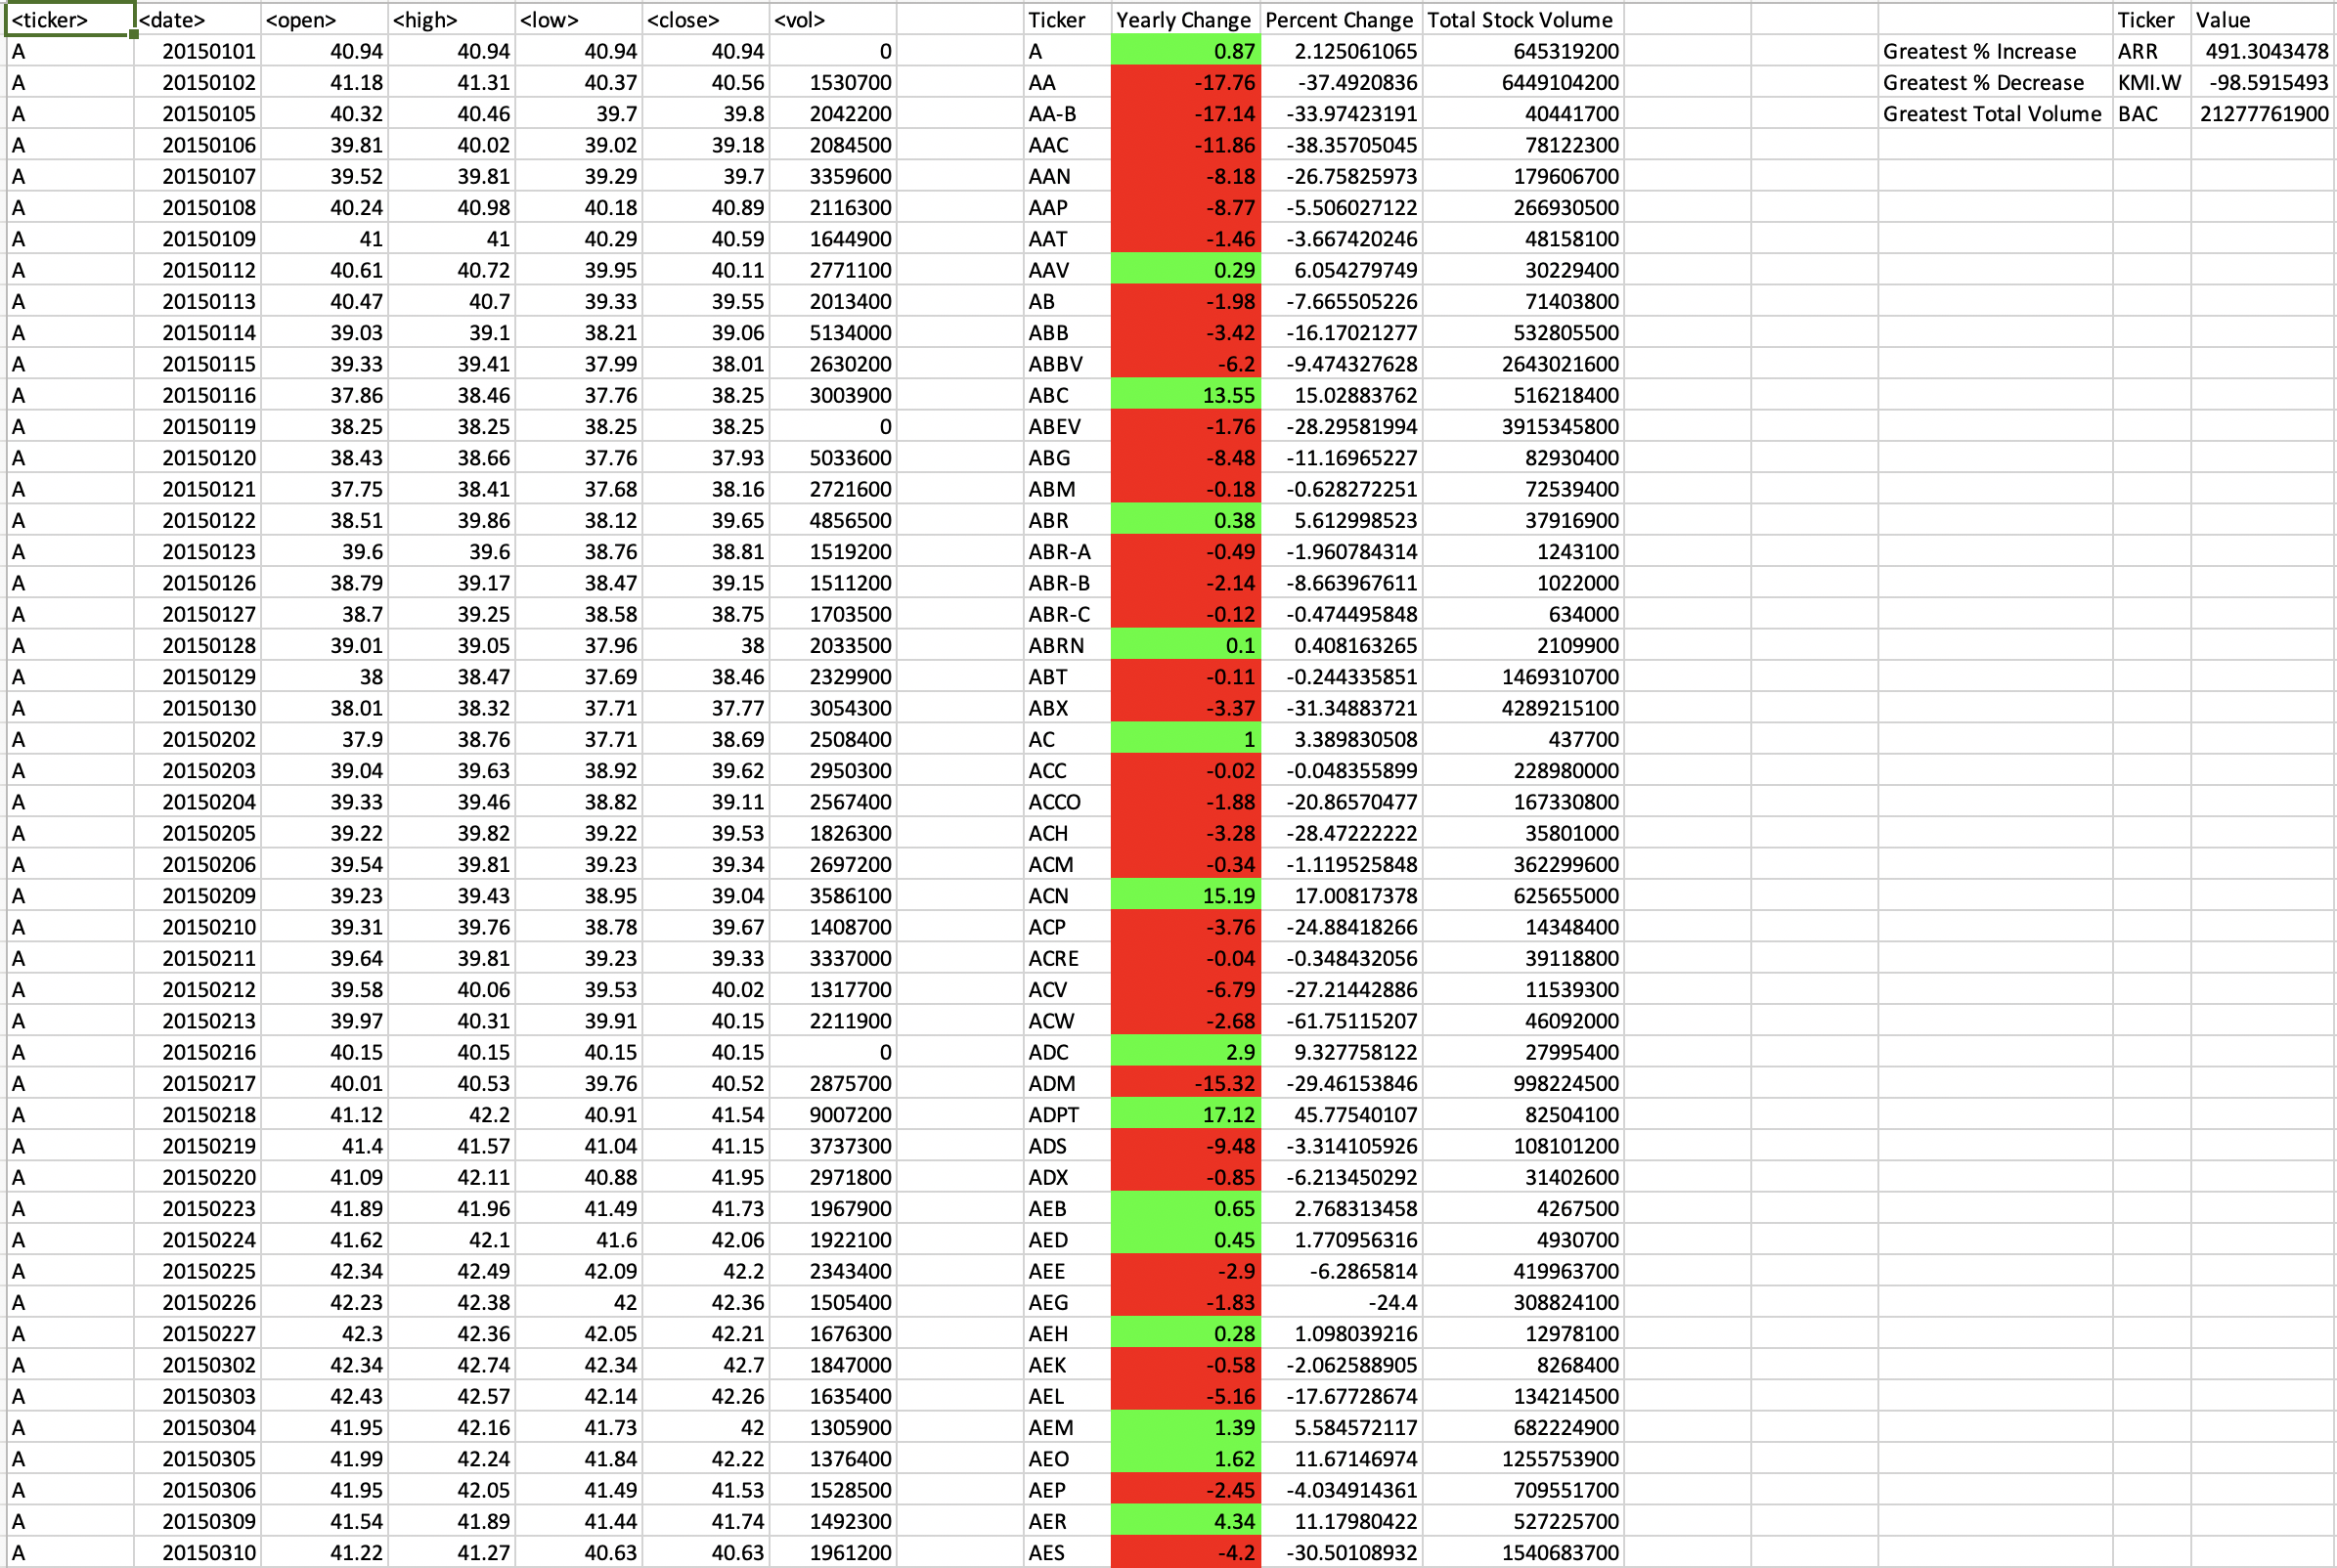 <ticker> <date> <open> <high> <low> <close> <vol> Ticker Yearly Change Percent Change Total Stock Volume Ticker Value
A 20150101 40.94 40.94 40.94 40.94 0 A 0.87 2.125061065 645319200 Greatest % Increase ARR 491.3043478
A 20150102 41.18 41.31 40.37 40.56 1530700 AA -17.76 -37.4920836 6449104200 Greatest % Decrease KMI.W -98.5915493
A 20150105 40.32 40.46 39.7 39.8 2042200 AA-B -17.14 -33.97423191 40441700 Greatest Total Volume BAC 21277761900
A 20150106 39.81 40.02 39.02 39.18 2084500 AAC -11.86 -38.35705045 78122300
A 20150107 39.52 39.81 39.29 39.7 3359600 AAN -8.18 -26.75825973 179606700
A 20150108 40.24 40.98 40.18 40.89 2116300 AAP -8.77 -5.506027122 266930500
A 20150109 41 41 40.29 40.59 1644900 AAT -1.46 -3.667420246 48158100
A 20150112 40.61 40.72 39.95 40.11 2771100 AAV 0.29 6.054279749 30229400
A 20150113 40.47 40.7 39.33 39.55 2013400 AB -1.98 -7.665505226 71403800
A 20150114 39.03 39.1 38.21 39.06 5134000 ABB -3.42 -16.17021277 532805500
A 20150115 39.33 39.41 37.99 38.01 2630200 ABBV -6.2 -9.474327628 2643021600
A 20150116 37.86 38.46 37.76 38.25 3003900 ABC 13.55 15.02883762 516218400
A 20150119 38.25 38.25 38.25 38.25 0 ABEV -1.76 -28.29581994 3915345800
A 20150120 38.43 38.66 37.76 37.93 5033600 ABG -8.48 -11.16965227 82930400
A 20150121 37.75 38.41 37.68 38.16 2721600 ABM -0.18 -0.628272251 72539400
A 20150122 38.51 39.86 38.12 39.65 4856500 ABR 0.38 5.612998523 37916900
A 20150123 39.6 39.6 38.76 38.81 1519200 ABR-A -0.49 -1.960784314 1243100
A 20150126 38.79 39.17 38.47 39.15 1511200 ABR-B -2.14 -8.663967611 1022000
A 20150127 38.7 39.25 38.58 38.75 1703500 ABR-C -0.12 -0.474495848 634000
A 20150128 39.01 39.05 37.96 38 2033500 ABRN 0.1 0.408163265 2109900
A 20150129 38 38.47 37.69 38.46 2329900 ABT -0.11 -0.244335851 1469310700
A 20150130 38.01 38.32 37.71 37.77 3054300 ABX -3.37 -31.34883721 4289215100
A 20150202 37.9 38.76 37.71 38.69 2508400 AC 1 3.389830508 437700
A 20150203 39.04 39.63 38.92 39.62 2950300 ACC -0.02 -0.048355899 228980000
A 20150204 39.33 39.46 38.82 39.11 2567400 ACCO -1.88 -20.86570477 167330800
A 20150205 39.22 39.82 39.22 39.53 1826300 ACH -3.28 -28.47222222 35801000
A 20150206 39.54 39.81 39.23 39.34 2697200 ACM -0.34 -1.119525848 362299600
A 20150209 39.23 39.43 38.95 39.04 3586100 ACN 15.19 17.00817378 625655000
A 20150210 39.31 39.76 38.78 39.67 1408700 ACP -3.76 -24.88418266 14348400
A 20150211 39.64 39.81 39.23 39.33 3337000 ACRE -0.04 -0.348432056 39118800
A 20150212 39.58 40.06 39.53 40.02 1317700 ACV -6.79 -27.21442886 11539300
A 20150213 39.97 40.31 39.91 40.15 2211900 ACW -2.68 -61.75115207 46092000
A 20150216 40.15 40.15 40.15 40.15 0 ADC 2.9 9.327758122 27995400
A 20150217 40.01 40.53 39.76 40.52 2875700 ADM -15.32 -29.46153846 998224500
A 20150218 41.12 42.2 40.91 41.54 9007200 ADPT 17.12 45.77540107 82504100
A 20150219 41.4 41.57 41.04 41.15 3737300 ADS -9.48 -3.314105926 108101200
A 20150220 41.09 42.11 40.88 41.95 2971800 ADX -0.85 -6.213450292 31402600
A 20150223 41.89 41.96 41.49 41.73 1967900 AEB 0.65 2.768313458 4267500
A 20150224 41.62 42.1 41.6 42.06 1922100 AED 0.45 1.770956316 4930700
A 20150225 42.34 42.49 42.09 42.2 2343400 AEE -2.9 -6.2865814 419963700
A 20150226 42.23 42.38 42 42.36 1505400 AEG -1.83 -24.4 308824100
A 20150227 42.3 42.36 42.05 42.21 1676300 AEH 0.28 1.098039216 12978100
A 20150302 42.34 42.74 42.34 42.7 1847000 AEK -0.58 -2.062588905 8268400
A 20150303 42.43 42.57 42.14 42.26 1635400 AEL -5.16 -17.67728674 134214500
A 20150304 41.95 42.16 41.73 42 1305900 AEM 1.39 5.584572117 682224900
A 20150305 41.99 42.24 41.84 42.22 1376400 AEO 1.62 11.67146974 1255753900
A 20150306 41.95 42.05 41.49 41.53 1528500 AEP -2.45 -4.034914361 709551700
A 20150309 41.54 41.89 41.44 41.74 1492300 AER 4.34 11.17980422 527225700
A 20150310 41.22 41.27 40.63 40.63 1961200 AES -4.2 -30.50108932 1540683700